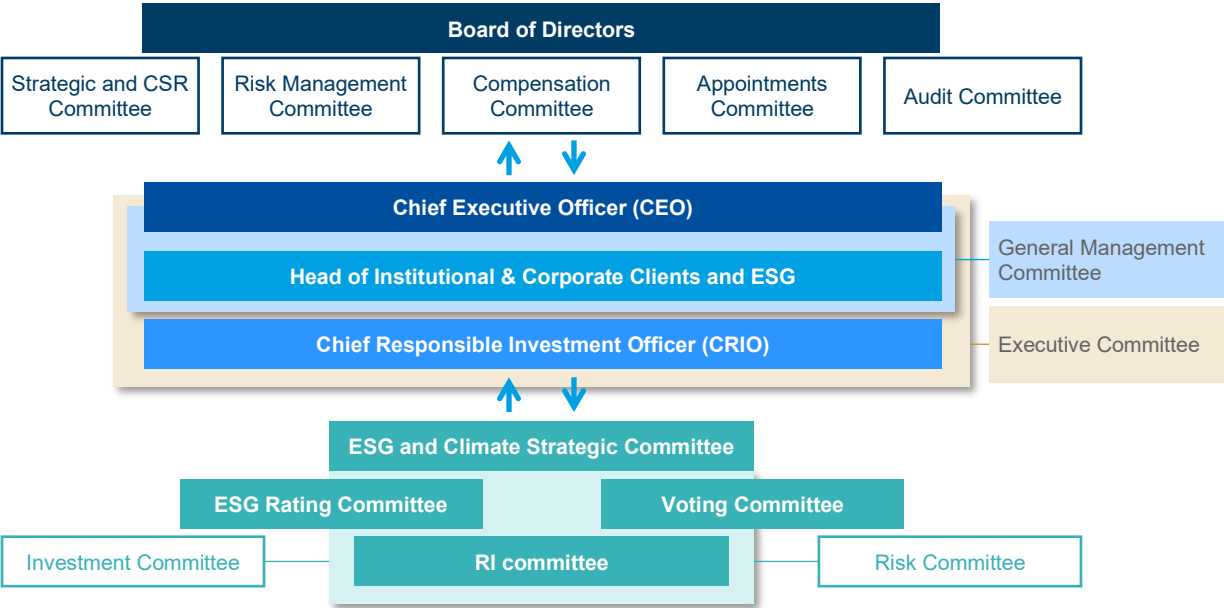 Board of Directors
Strategic and CSR
Committee
Risk Management
Committee
Compensation
Committee
Appointments
Committee
Audit Committee
Chief Executive Officer (CEO)
General Management
Committee
Head of Institutional & Corporate Clients and ESG
Chief Responsible Investment Officer (CRIO)
Executive Committee
ESG and Climate Strategic Committee
ESG Rating Committee
Voting Committee
Investment Committee
RI committee
Risk Committee